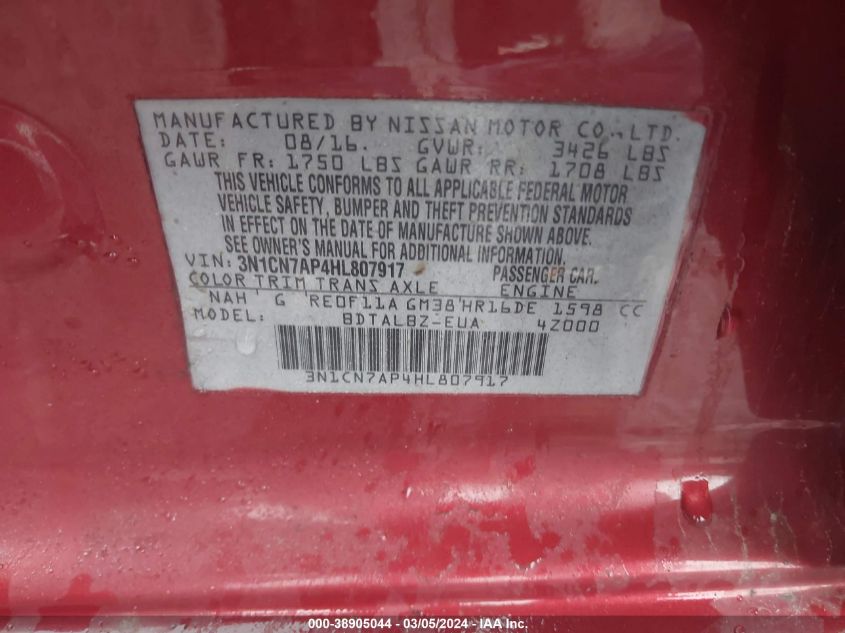 MANUFACTURED BY NISSAN MOTOR CO., LTD.
DATE: 08/16. GVWR: 3426 LBS
GAWR FR: 1750 LBS GAWR RR: 1708 LBS
THIS VEHICLE CONFORMS TO ALL APPLICABLE FEDERAL MOTOR
VEHICLE SAFETY, BUMPER AND THEFT PREVENTION STANDARDS
IN EFFECT ON THE DATE OF MANUFACTURE SHOWN ABOVE.
SEE OWNER'S MANUAL FOR ADDITIONAL INFORMATION.
VIN: 3N1CN7AP4HL807917 PASSENGER CAR.
COLOR TRIM TRANS AXLE ENGINE
NAH G RE0F11A GM38 HR16DE 1598 CC
MODEL: BDTALBZ-EUA 4Z000
3N1CN7AP4HL807917
000-38905044 - 03/05/2024 - IAA Inc.